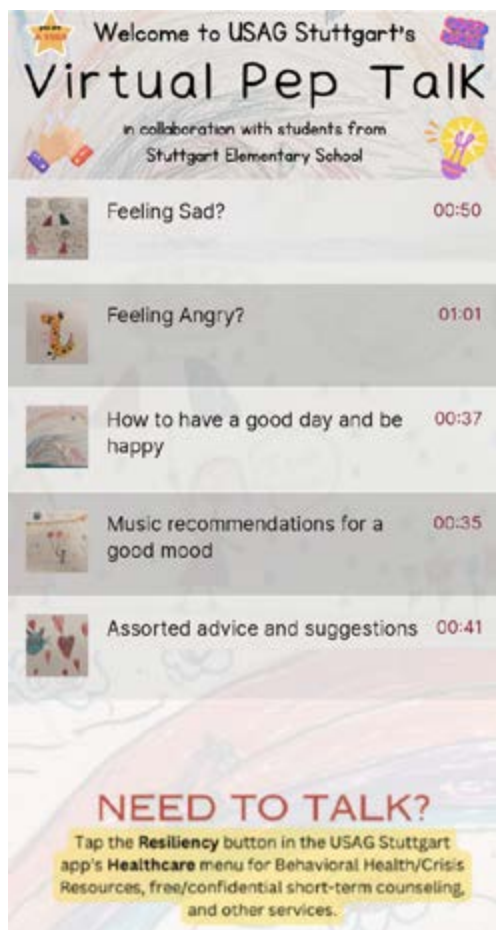 Welcome to USAG Stuttgart's
Virtual Pep Talk
in collaboration with students from
Stuttgart Elementary School
Feeling Sad? 00:50
Feeling Angry? 01:01
How to have a good day and be 00:37
happy
Music recommendations for a 00:35
good mood
Assorted advice and suggestions 00:41
NEED TO TALK?
Tap the Resiliency button in the USAG Stuttgart
app's Healthcare menu for Behavioral Health/Crisis
Resources, free/confidential short-term counseling,
and other services.